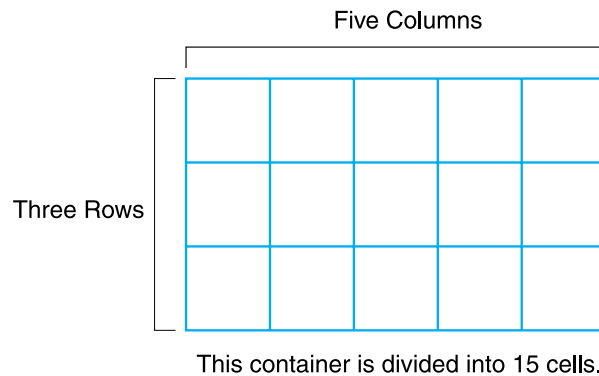 Five Columns
Three Rows
This container is divided into 15 cells.